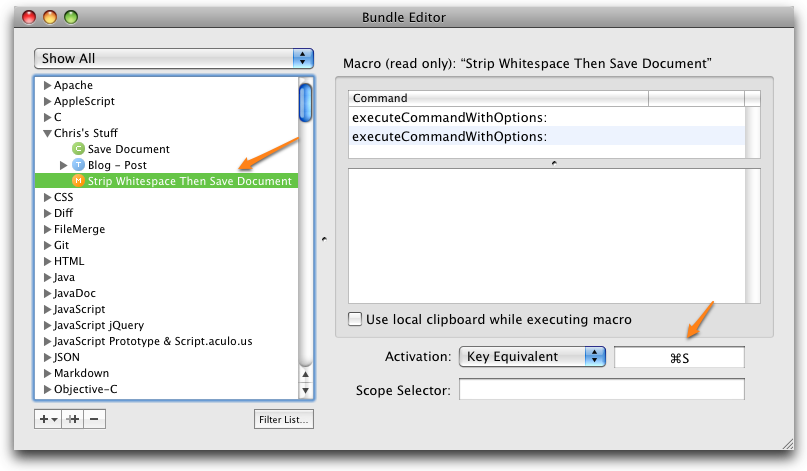 Bundle Editor
Show All
Apache
AppleScript
C
Chris's Stuff
C Save Document
T Blog – Post
M Strip Whitespace Then Save Document
CSS
Diff
FileMerge
Git
HTML
Java
JavaDoc
JavaScript
JavaScript jQuery
JavaScript Prototype & Script.aculo.us
JSON
Markdown
Objective-C
Filter List...
Macro (read only): “Strip Whitespace Then Save Document”
Command
executeCommandWithOptions:
executeCommandWithOptions:
Use local clipboard while executing macro
Activation: Key Equivalent ⌘S
Scope Selector: